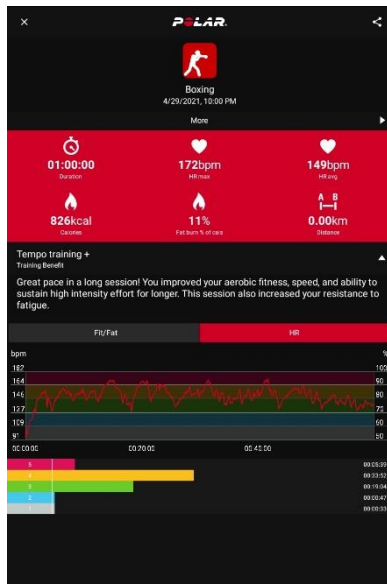 POLAR.
Boxing
4/29/2021, 10:00 PM
More
01:00:00
Duration
172bpm
HR max
149bpm
HR avg
826kcal
Calories
11%
Fat burn % of cals
A B
0.00km
Distance
Tempo training +
Training Benefit
Great pace in a long session! You improved your aerobic fitness, speed, and ability to
sustain high intensity effort for longer. This session also increased your resistance to
fatigue.
Fit/Fat
HR
bpm %
182 100
164 90
146 80
127 70
109 60
91 50
00:00:00 00:20:00 00:40:00
5 00:05:39
4 00:33:52
3 00:19:04
2 00:00:47
1 00:00:33